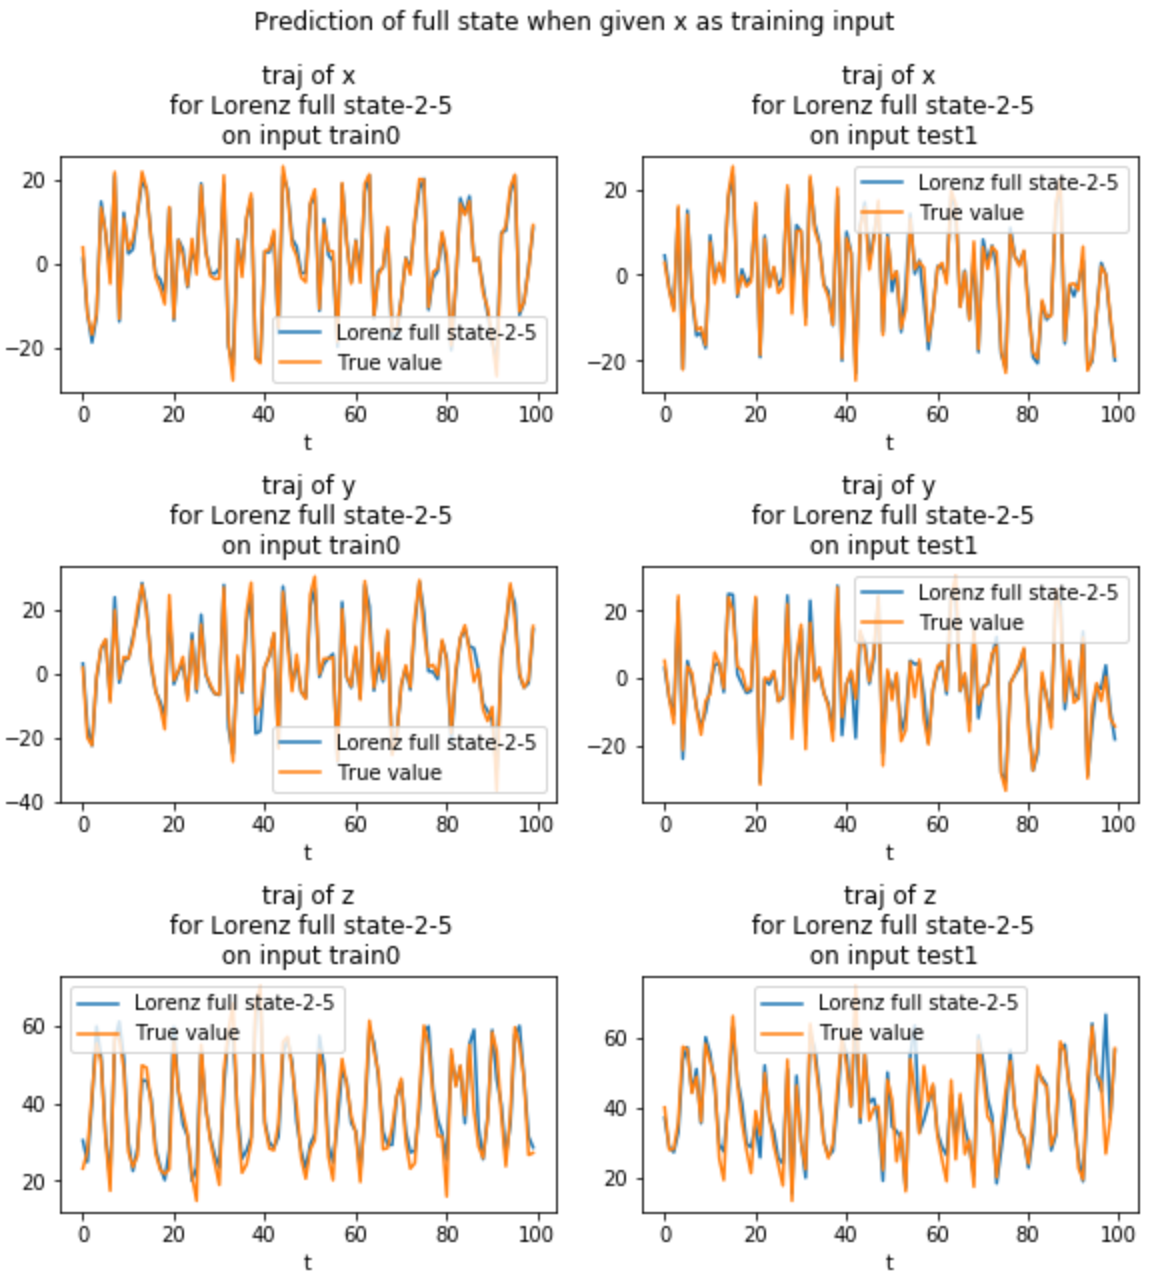 Prediction of full state when given x as training input
traj of x
for Lorenz full state-2-5
on input train0
20
0
−20
Lorenz full state-2-5
True value
0 20 40 60 80 100
t
traj of x
for Lorenz full state-2-5
on input test1
20
0
−20
Lorenz full state-2-5
True value
0 20 40 60 80 100
t
traj of y
for Lorenz full state-2-5
on input train0
20
0
−20
−40
Lorenz full state-2-5
True value
0 20 40 60 80 100
t
traj of y
for Lorenz full state-2-5
on input test1
20
0
−20
Lorenz full state-2-5
True value
0 20 40 60 80 100
t
traj of z
for Lorenz full state-2-5
on input train0
60
40
20
Lorenz full state-2-5
True value
0 20 40 60 80 100
t
traj of z
for Lorenz full state-2-5
on input test1
60
40
20
Lorenz full state-2-5
True value
0 20 40 60 80 100
t